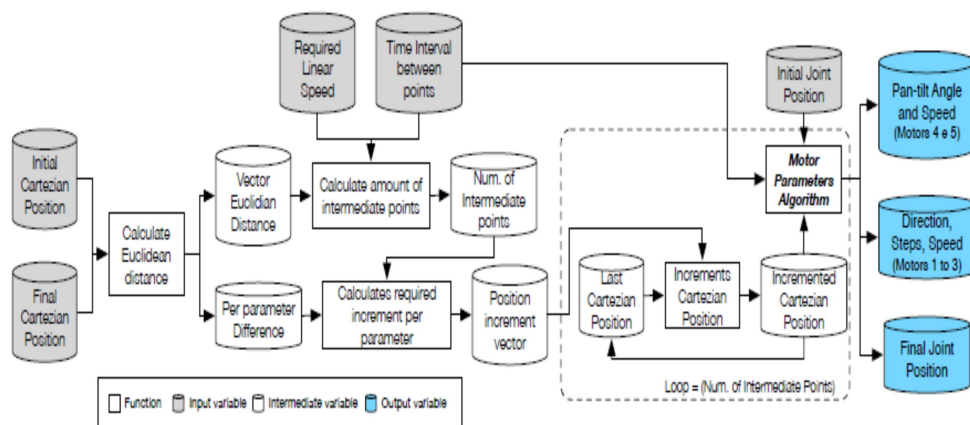 Required
Linear
Speed
Time Interval
between
points
Initial Joint
Position
Pan-tilt Angle
and Speed
(Motors 4 e 5)
Initial
Cartezian
Position
Vector
Euclidian
Distance
Calculate amount of
intermediate points
Num. of
Intermediate
points
Motor
Parameters
Algorithm
Calculate
Euclidean
distance
Direction,
Steps, Speed
(Motors 1 to 3)
Final
Cartezian
Position
Per parameter
Difference
Calculates required
increment per
parameter
Position
increment
vector
Last
Cartezian
Position
Increments
Cartezian
Position
Incremented
Cartezian
Position
Final Joint
Position
Loop = (Num. of Intermediate Points)
Function
Input variable
Intermediate variable
Output variable